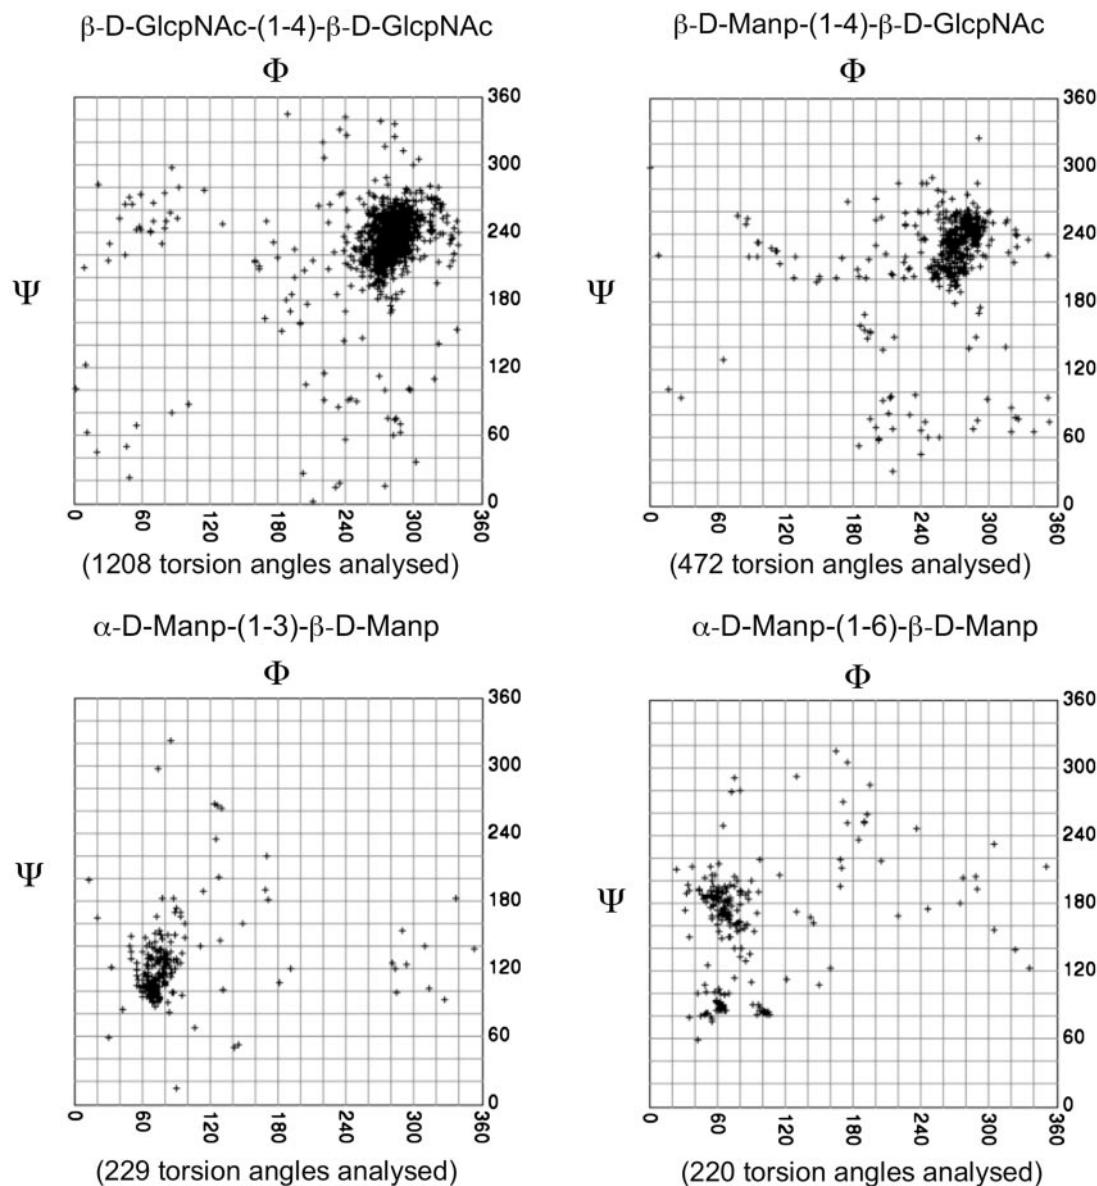 β-D-GlcpNAc-(1-4)-β-D-GlcpNAc
Φ
360
300
240
Ψ
180
120
60
0
0 60 120 180 240 300 360
(1208 torsion angles analysed)
β-D-Manp-(1-4)-β-D-GlcpNAc
Φ
360
300
240
Ψ
180
120
60
0
0 60 120 180 240 300 360
(472 torsion angles analysed)
α-D-Manp-(1-3)-β-D-Manp
Φ
360
300
240
Ψ
180
120
60
0
0 60 120 180 240 300 360
(229 torsion angles analysed)
α-D-Manp-(1-6)-β-D-Manp
Φ
360
300
240
Ψ
180
120
60
0
0 60 120 180 240 300 360
(220 torsion angles analysed)